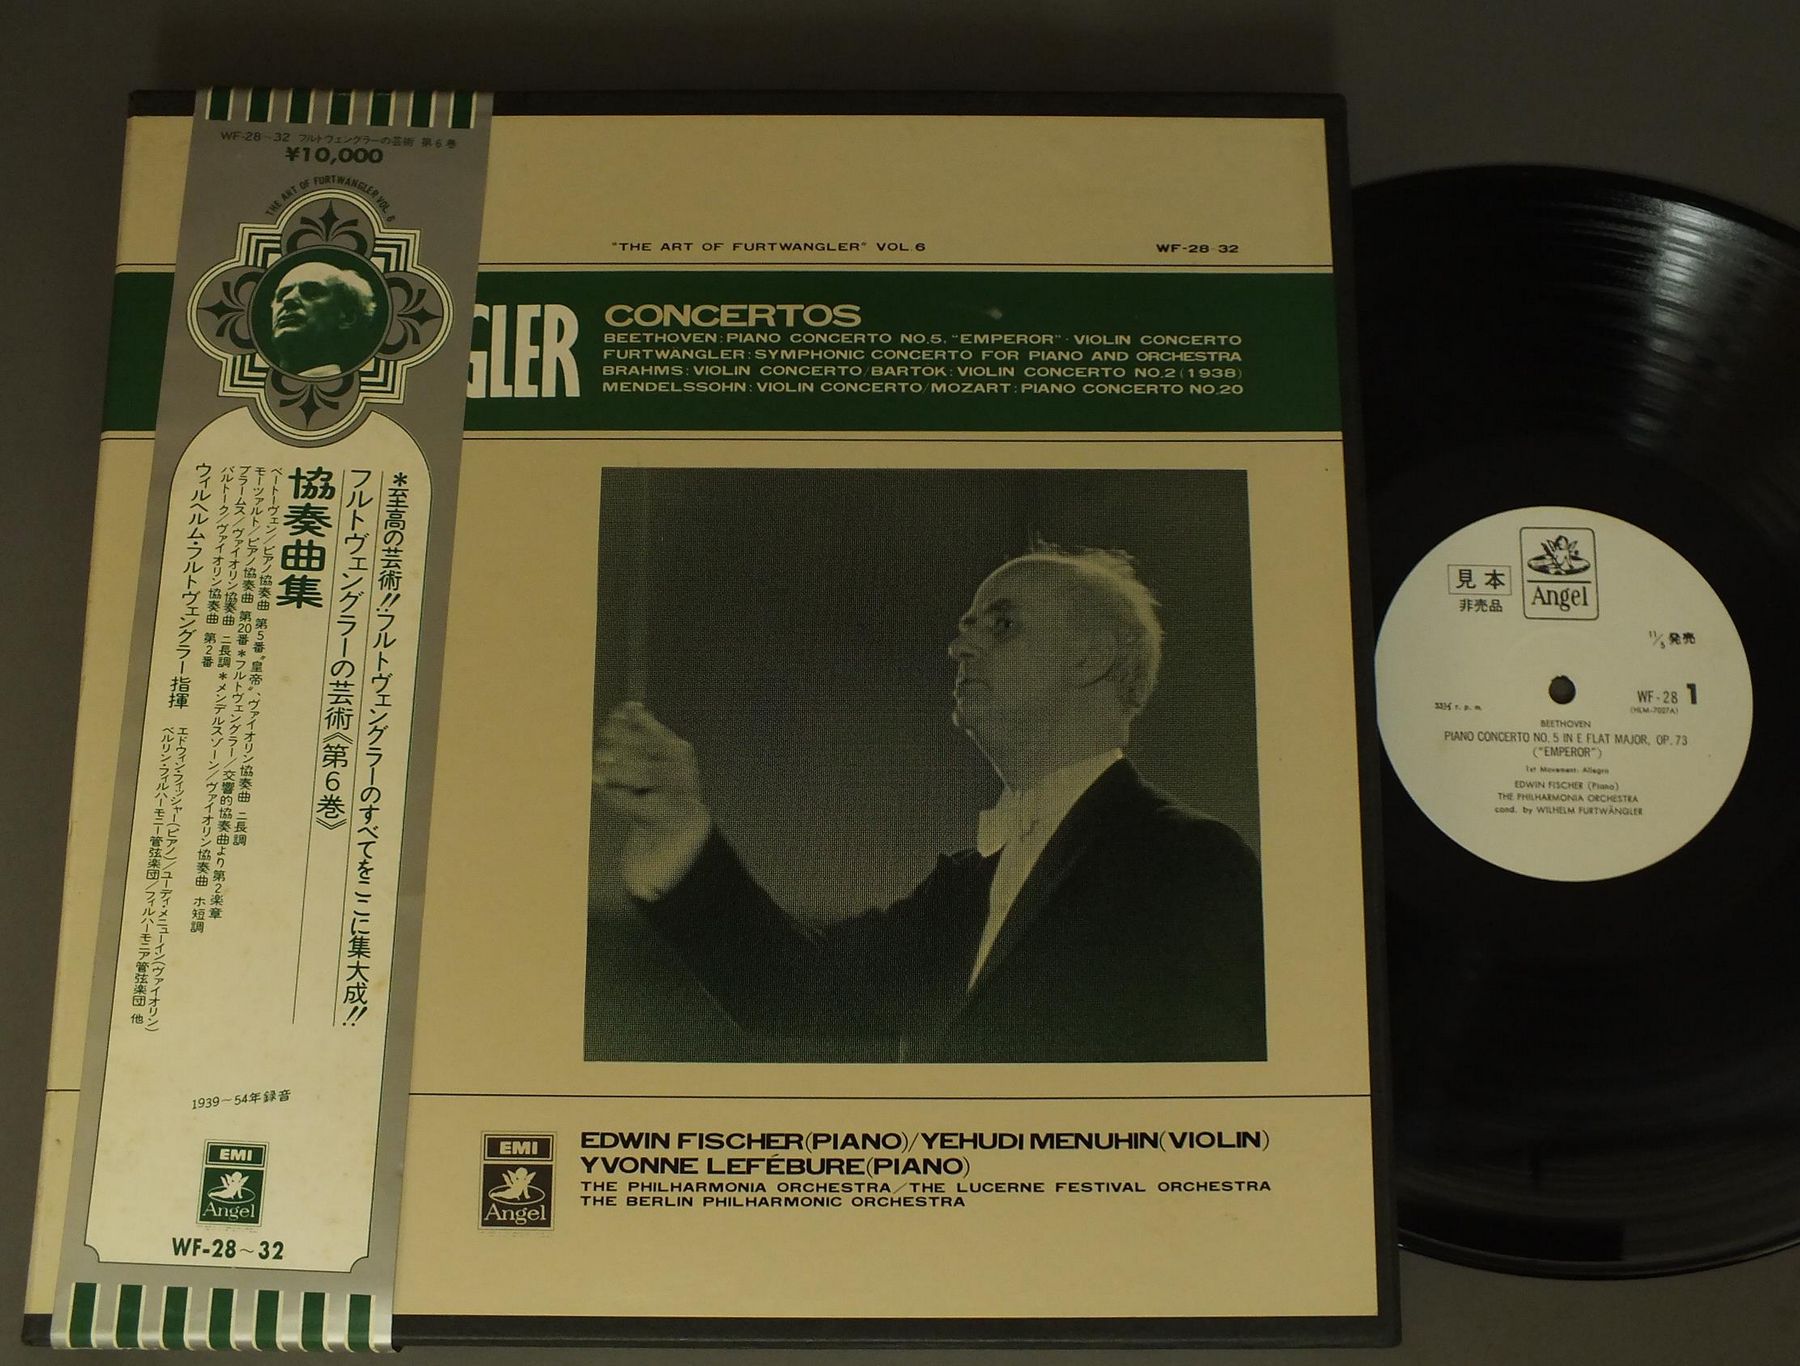 WF-28〜32 フルトヴェングラーの芸術 第6巻
¥10,000
THE ART OF FURTWANGLER VOL. 6
*至高の芸術!!:フルトヴェングラーのすべてをここに集大成!!
フルトヴェングラーの芸術《第6巻》
協奏曲集
ベートーヴェン/ピアノ協奏曲 第5番“皇帝”、ヴァイオリン協奏曲 ニ長調
モーツァルト/ピアノ協奏曲 第20番*フルトヴェングラー/交響的協奏曲より第2楽章
ブラームス/ヴァイオリン協奏曲 ニ長調*メンデルスゾーン/ヴァイオリン協奏曲 ホ短調
バルトーク/ヴァイオリン協奏曲 第2番
ウィルヘルム・フルトヴェングラー指揮
エドウィン・フィッシャー(ピアノ)/ユーディ・メニューイン(ヴァイオリン)
ベルリン・フィルハーモニー管弦楽団/フィルハーモニア管弦楽団 他
1939〜54年録音
EMI
Angel
WF-28〜32
"THE ART OF FURTWANGLER" VOL.6
WF-28-32
GLER
CONCERTOS
BEETHOVEN:PIANO CONCERTO NO.5, "EMPEROR"·VIOLIN CONCERTO
FURTWANGLER:SYMPHONIC CONCERTO FOR PIANO AND ORCHESTRA
BRAHMS:VIOLIN CONCERTO/BARTOK:VIOLIN CONCERTO NO.2(1938)
MENDELSSOHN:VIOLIN CONCERTO/MOZART:PIANO CONCERTO NO.20
EMI
Angel
EDWIN FISCHER(PIANO)/YEHUDI MENUHIN(VIOLIN)
YVONNE LEFÉBURE(PIANO)
THE PHILHARMONIA ORCHESTRA/THE LUCERNE FESTIVAL ORCHESTRA
THE BERLIN PHILHARMONIC ORCHESTRA
見本
非売品
Angel
11/5 発売
33⅓ r. p. m.
WF-28 1
(HLM-7027A)
BEETHOVEN
PIANO CONCERTO NO. 5 IN E FLAT MAJOR, OP. 73
("EMPEROR")
1st Movement: Allegro
EDWIN FISCHER (Piano)
THE PHILHARMONIA ORCHESTRA
cond. by WILHELM FURTWÄNGLER